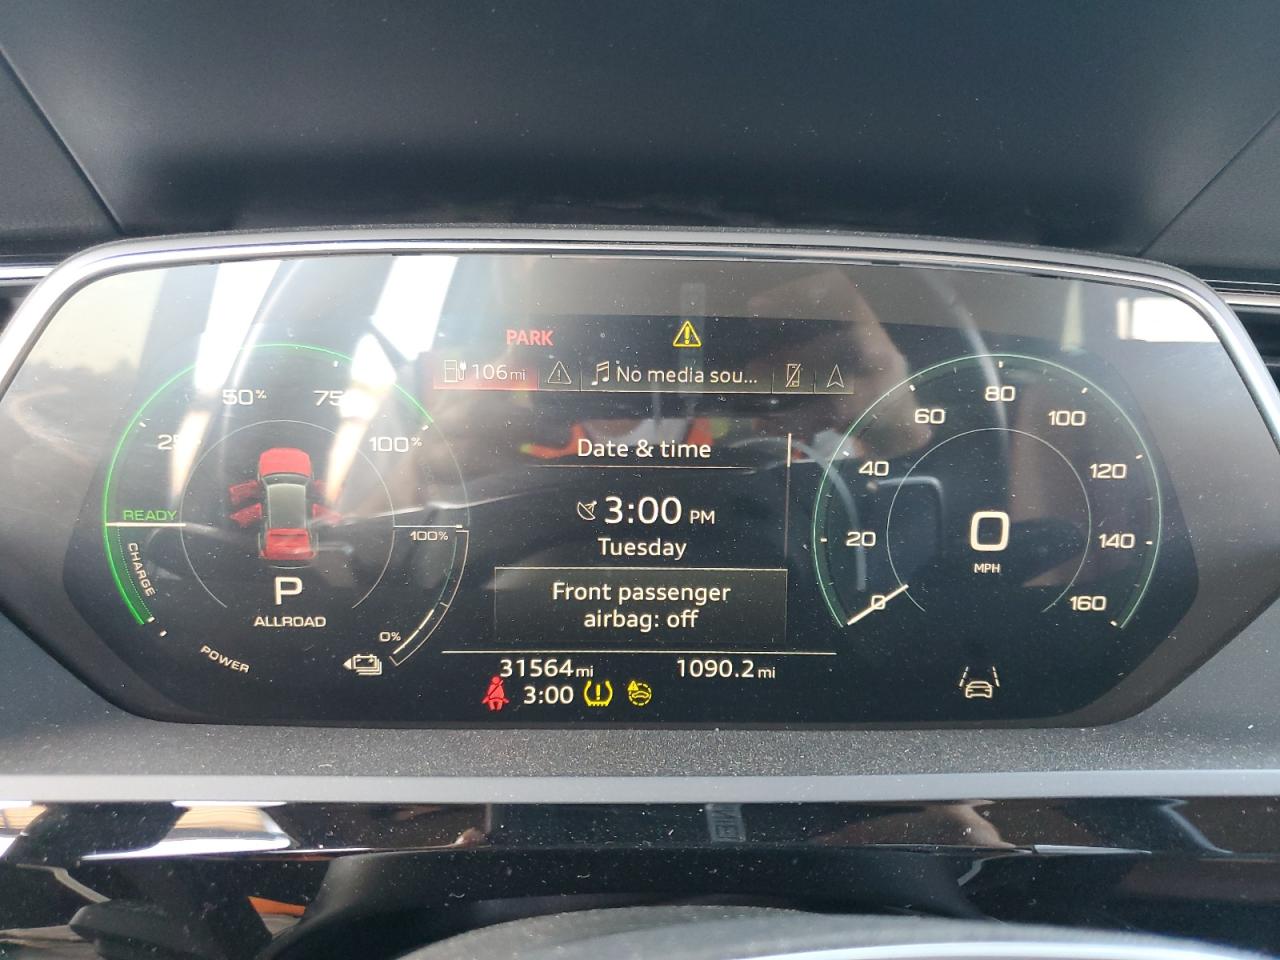 PARK
106mi
No media sou...
50%
75
100%
25
READY
CHARGE
POWER
P
ALLROAD
100%
0%
Date & time
3:00 PM
Tuesday
Front passenger
airbag: off
31564mi
1090.2mi
3:00
0
20
40
60
80
100
120
140
160
0
MPH